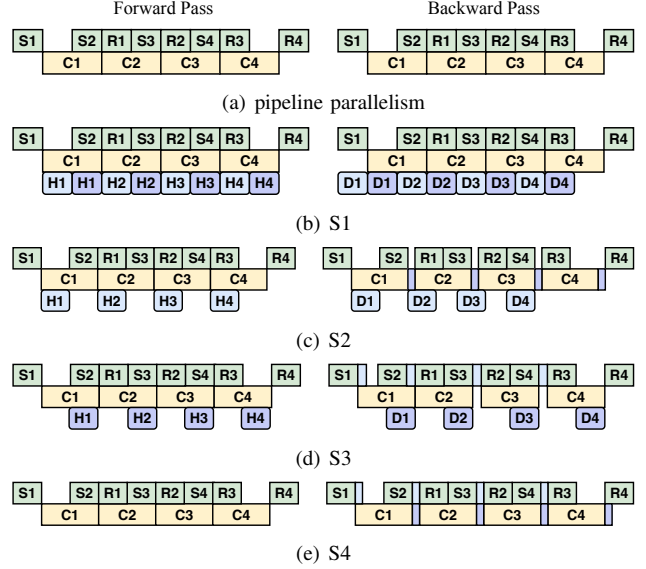 Forward Pass Backward Pass
S1 S2 R1 S3 R2 S4 R3 R4 S1 S2 R1 S3 R2 S4 R3 R4
C1 C2 C3 C4 C1 C2 C3 C4
(a) pipeline parallelism
S1 S2 R1 S3 R2 S4 R3 R4 S1 S2 R1 S3 R2 S4 R3 R4
C1 C2 C3 C4 C1 C2 C3 C4
H1 H1 H2 H2 H3 H3 H4 H4 D1 D1 D2 D2 D3 D3 D4 D4
(b) S1
S1 S2 R1 S3 R2 S4 R3 R4 S1 S2 R1 S3 R2 S4 R3 R4
C1 C2 C3 C4 C1 C2 C3 C4
H1 H2 H3 H4 D1 D2 D3 D4
(c) S2
S1 S2 R1 S3 R2 S4 R3 R4 S1 S2 R1 S3 R2 S4 R3 R4
C1 C2 C3 C4 C1 C2 C3 C4
H1 H2 H3 H4 D1 D2 D3 D4
(d) S3
S1 S2 R1 S3 R2 S4 R3 R4 S1 S2 R1 S3 R2 S4 R3 R4
C1 C2 C3 C4 C1 C2 C3 C4
(e) S4